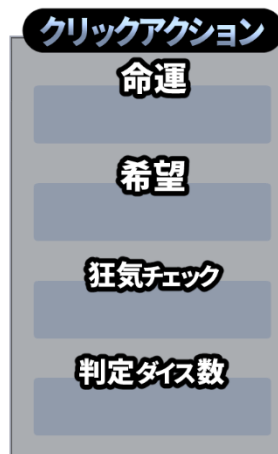 クリックアクション
命運
希望
狂気チェック
判定ダイス数